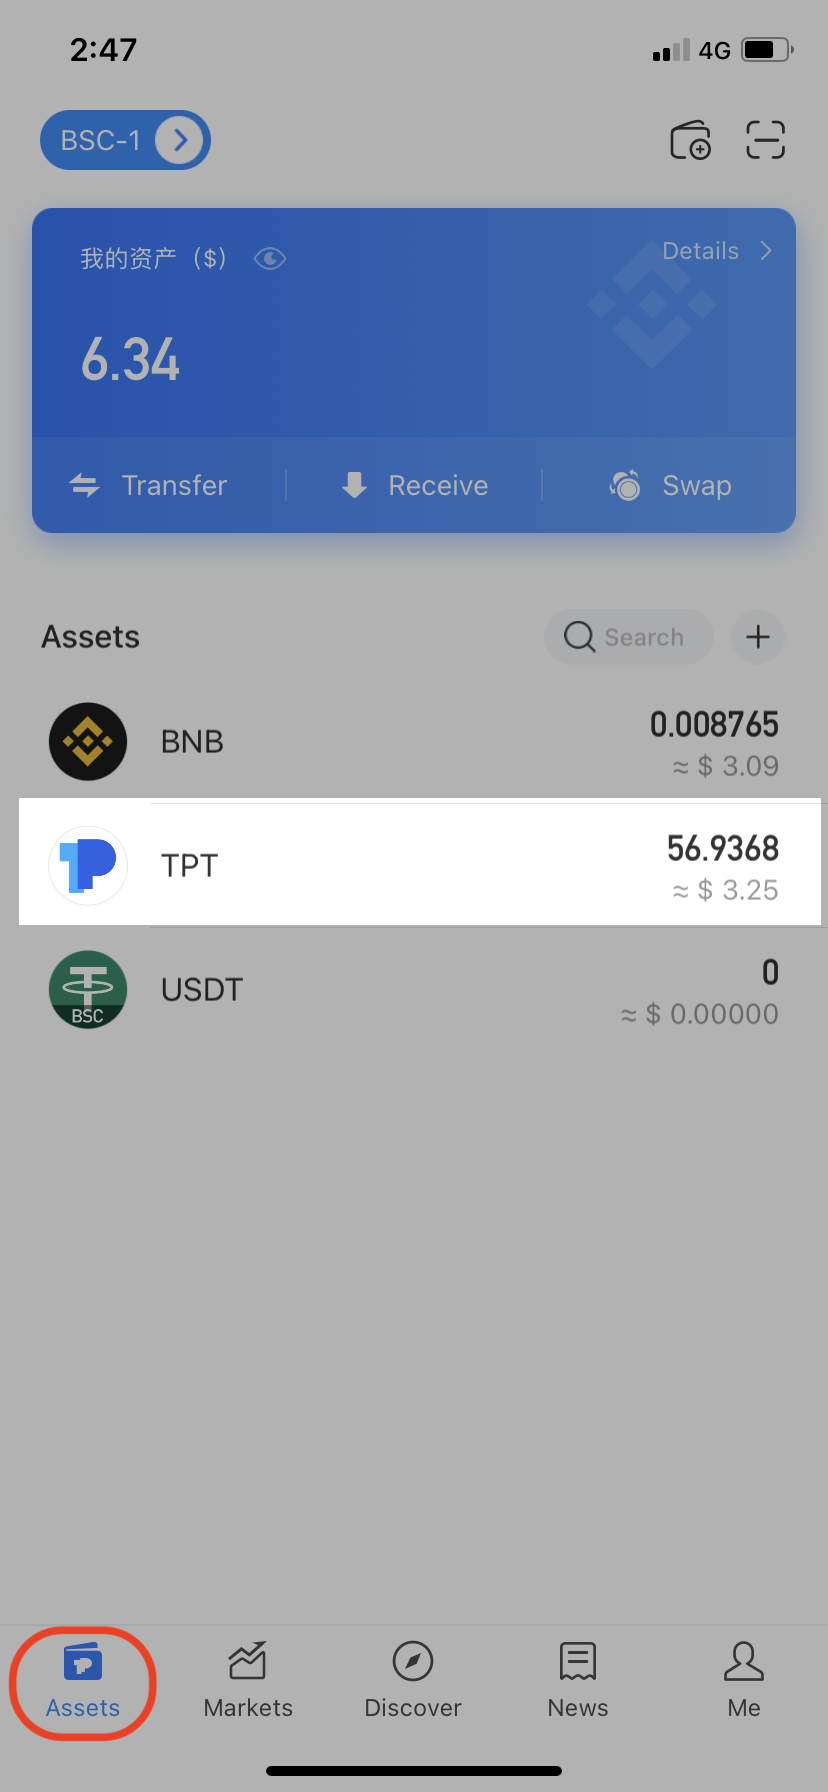 2:47
4G
BSC-1
我的资产（$）
Details
6.34
Transfer
Receive
Swap
Assets
Search
BNB
0.008765
≈ $ 3.09
TPT
56.9368
≈ $ 3.25
USDT
BSC
0
≈ $ 0.00000
Assets
Markets
Discover
News
Me